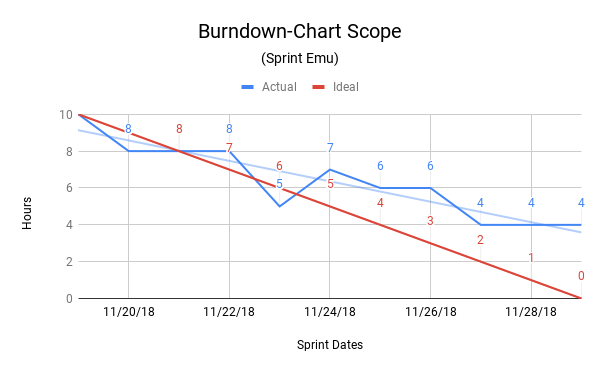 Burndown-Chart Scope
(Sprint Emu)
Actual Ideal
10
8 8 8
8 7
7
6 6 6
6 5 5
4 4 4 4
4 3
2
2 1
0
0
Hours
11/20/18 11/22/18 11/24/18 11/26/18 11/28/18
Sprint Dates